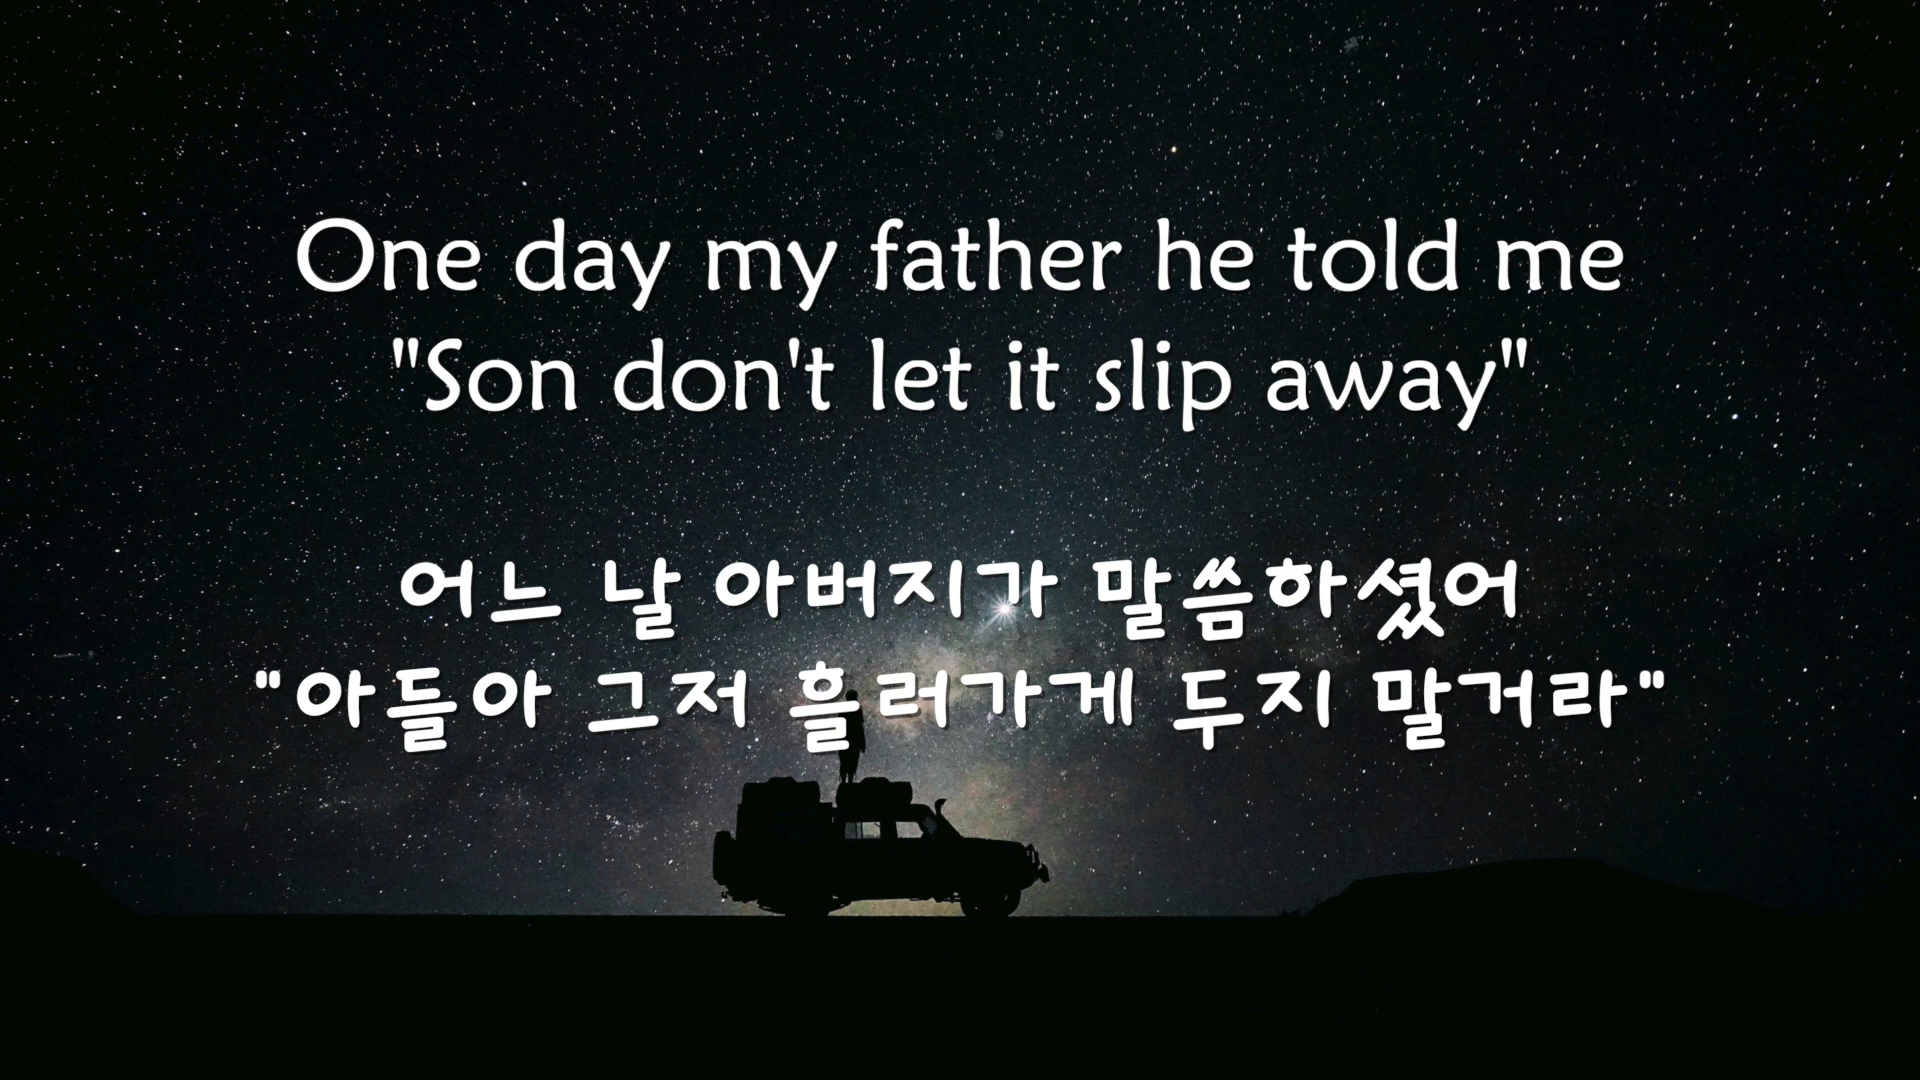 One day my father he told me
"Son don't let it slip away"
어느 날 아버지가 말씀하셨어
"아들아 그저 흘러가게 두지 말거라"